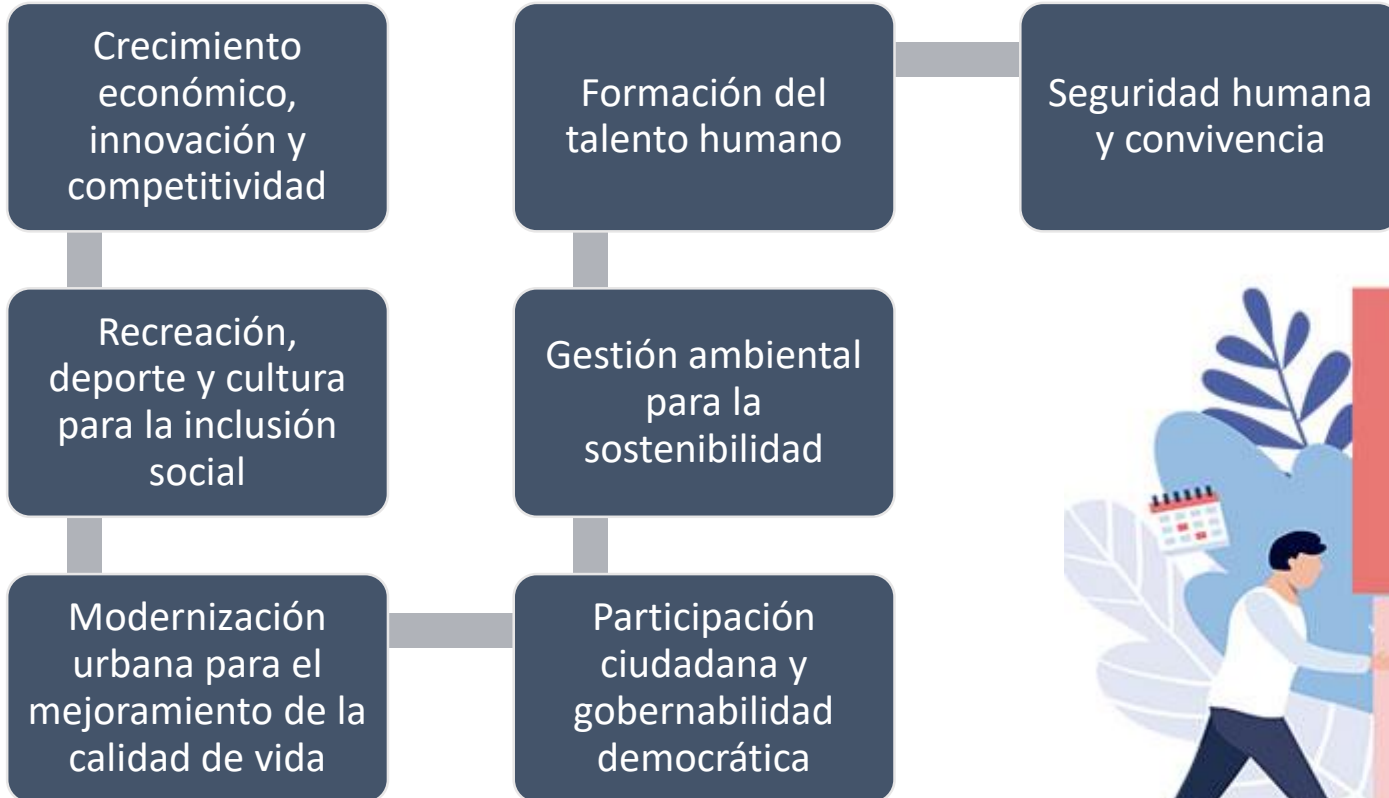 Crecimiento
económico,
innovación y
competitividad
Recreación,
deporte y cultura
para la inclusión
social
Modernización
urbana para el
mejoramiento de la
calidad de vida
Participación
ciudadana y
gobernabilidad
democrática
Gestión ambiental
para la
sostenibilidad
Formación del
talento humano
Seguridad humana
y convivencia